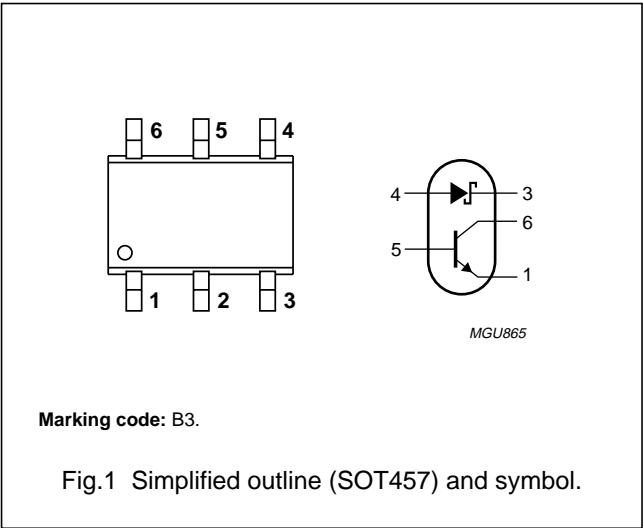 6 5 4
4 3
6
5
1
1 2 3
MGU865
Marking code: B3.
Fig.1 Simplified outline (SOT457) and symbol.